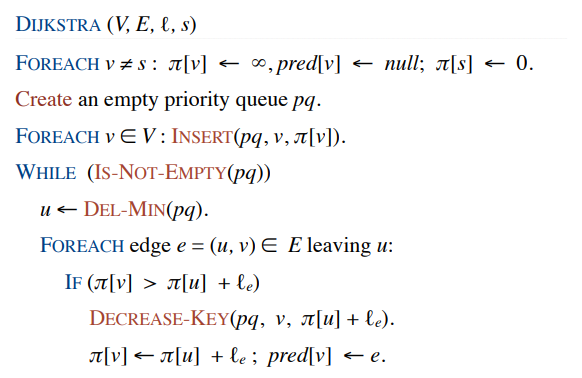 DIJKSTRA (V, E, ℓ, s)
FOREACH v ≠ s : π[v] ← ∞, pred[v] ← null; π[s] ← 0.
Create an empty priority queue pq.
FOREACH v ∈ V : INSERT(pq, v, π[v]).
WHILE (IS-NOT-EMPTY(pq))
u ← DEL-MIN(pq).
FOREACH edge e = (u, v) ∈ E leaving u:
IF (π[v] > π[u] + ℓₑ)
DECREASE-KEY(pq, v, π[u] + ℓₑ).
π[v] ← π[u] + ℓₑ ; pred[v] ← e.